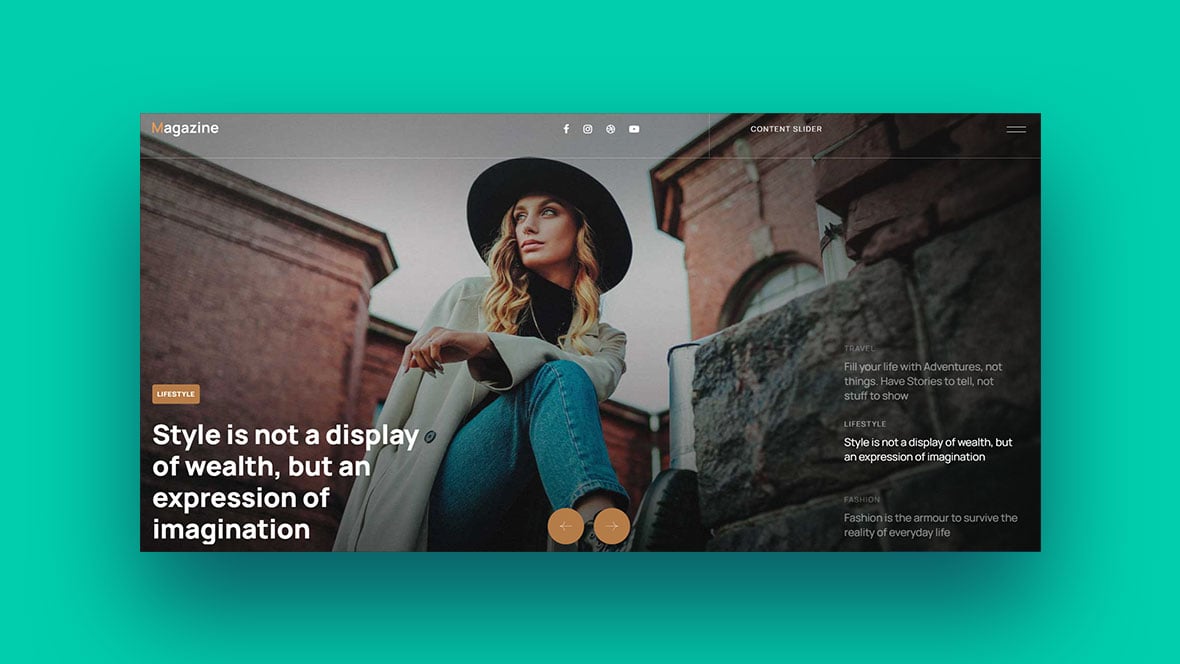 Magazine
CONTENT SLIDER
LIFESTYLE
Style is not a display
of wealth, but an
expression of
imagination
TRAVEL
Fill your life with Adventures, not
things. Have Stories to tell, not
stuff to show
LIFESTYLE
Style is not a display of wealth, but
an expression of imagination
FASHION
Fashion is the armour to survive the
reality of everyday life